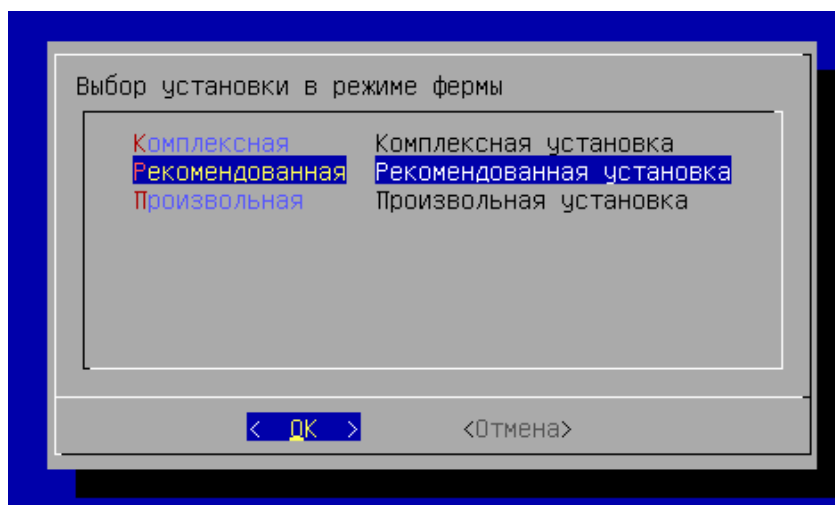 Выбор установки в режиме фермы
Комплексная Комплексная установка
Рекомендованная Рекомендованная установка
Произвольная Произвольная установка
< OK > <Отмена>